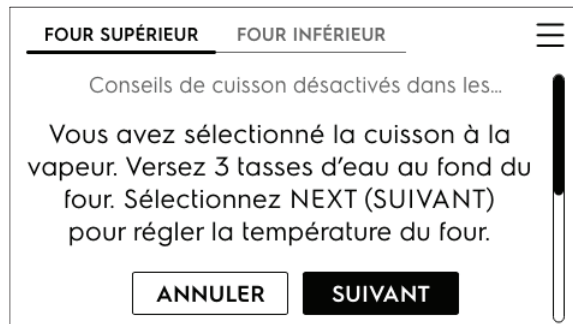 FOUR SUPÉRIEUR FOUR INFÉRIEUR
Conseils de cuisson désactivés dans les...
Vous avez sélectionné la cuisson à la
vapeur. Versez 3 tasses d'eau au fond du
four. Sélectionnez NEXT (SUIVANT)
pour régler la température du four.
ANNULER SUIVANT